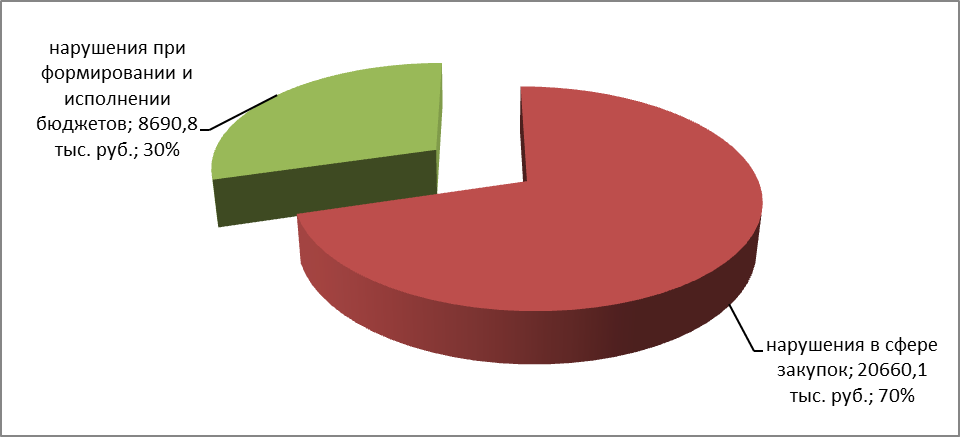 нарушения при
формировании и
исполнении
бюджетов; 8690,8
тыс. руб.; 30%
нарушения в сфере
закупок; 20660,1
тыс. руб.; 70%